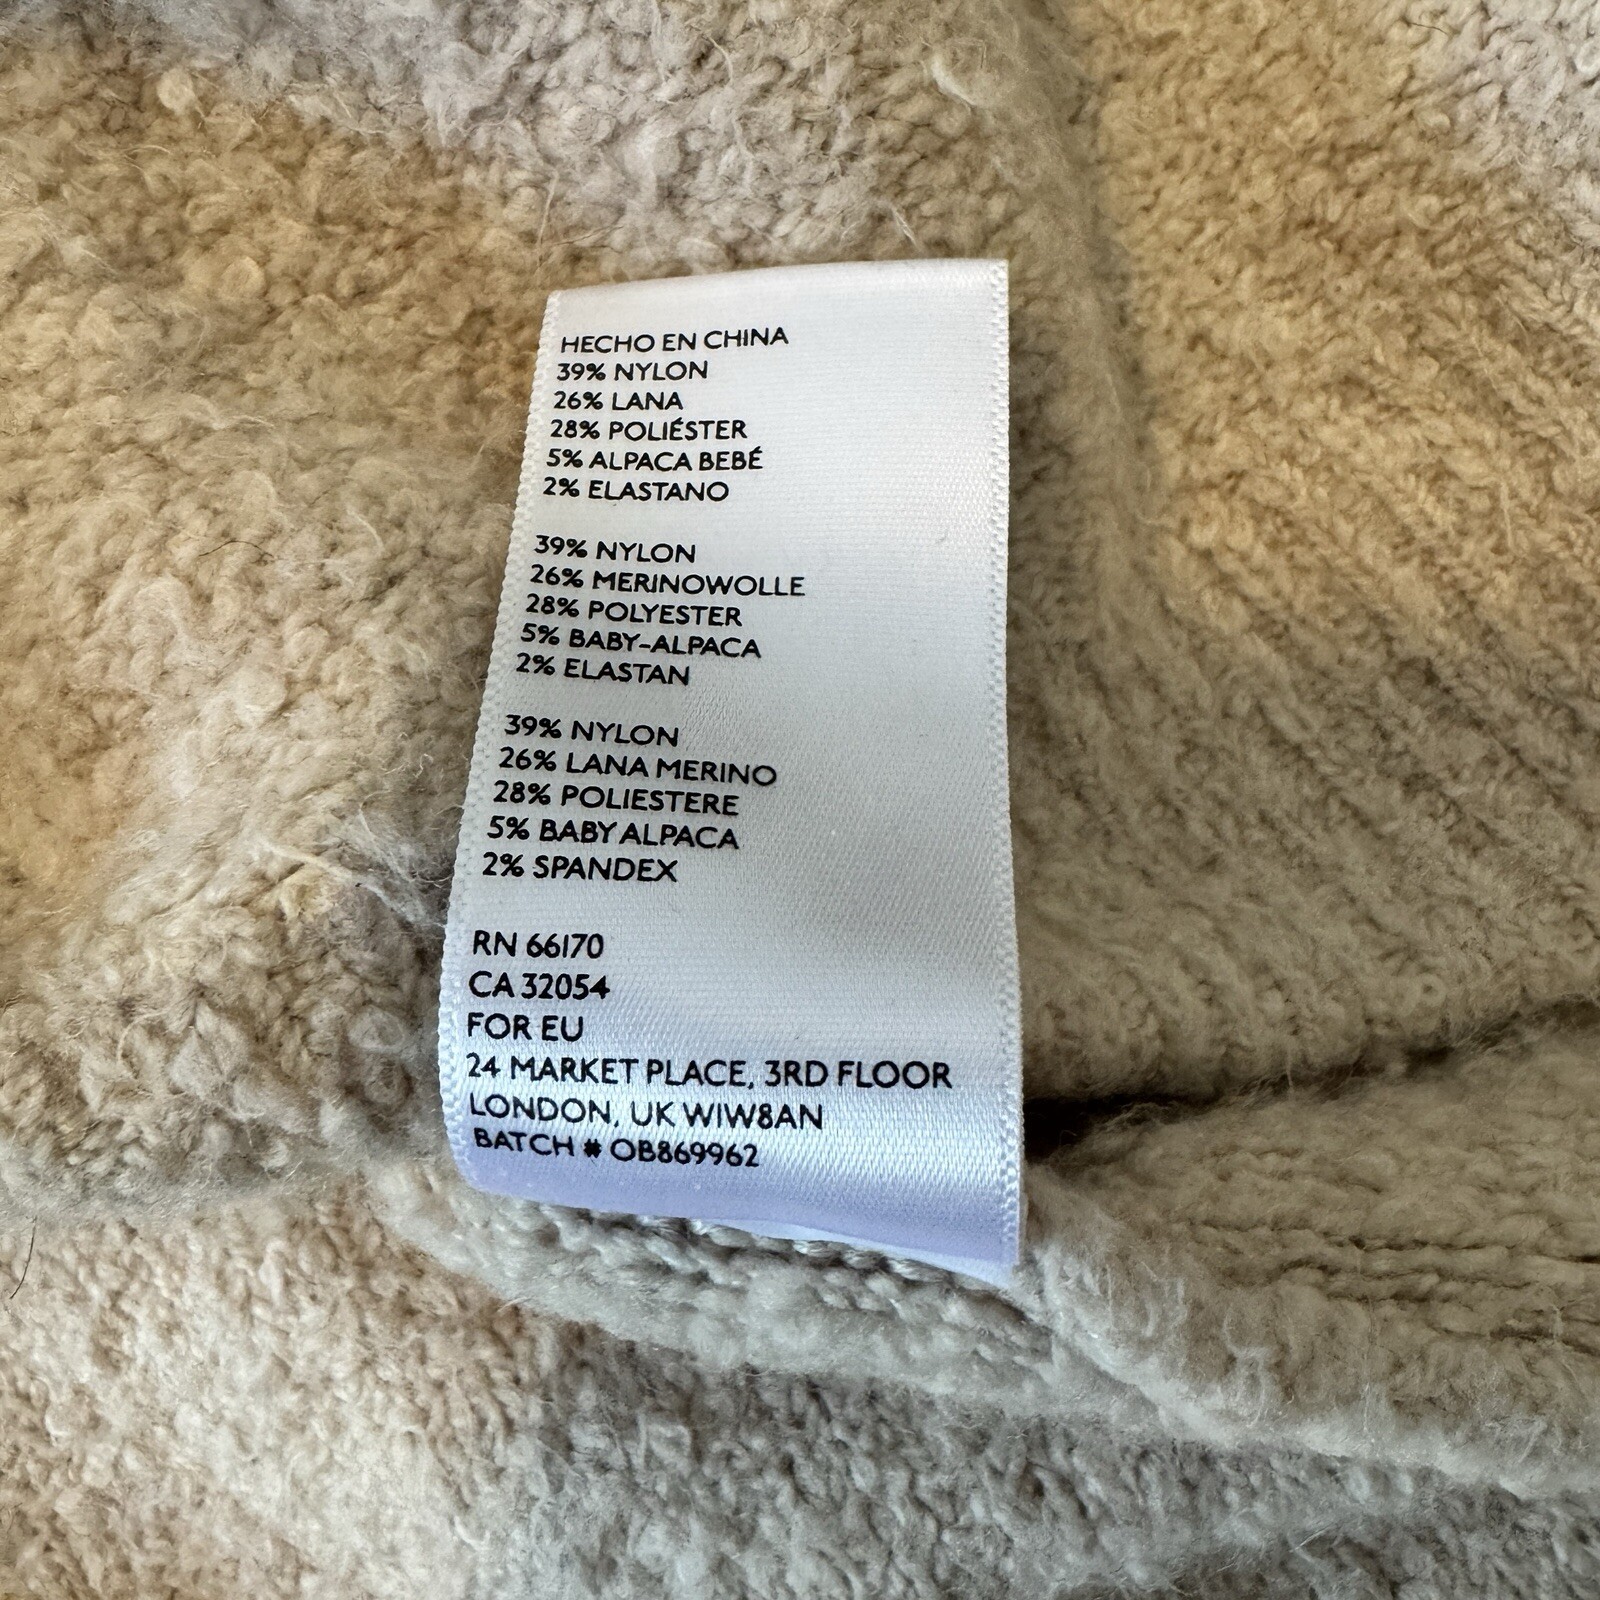 HECHO EN CHINA
39% NYLON
26% LANA
28% POLIÉSTER
5% ALPACA BEBÉ
2% ELASTANO
39% NYLON
26% MERINOWOLLE
28% POLYESTER
5% BABY-ALPACA
2% ELASTAN
39% NYLON
26% LANA MERINO
28% POLIESTERE
5% BABY ALPACA
2% SPANDEX
RN 66170
CA 32054
FOR EU
24 MARKET PLACE, 3RD FLOOR
LONDON, UK W1W8AN
BATCH # OB869962